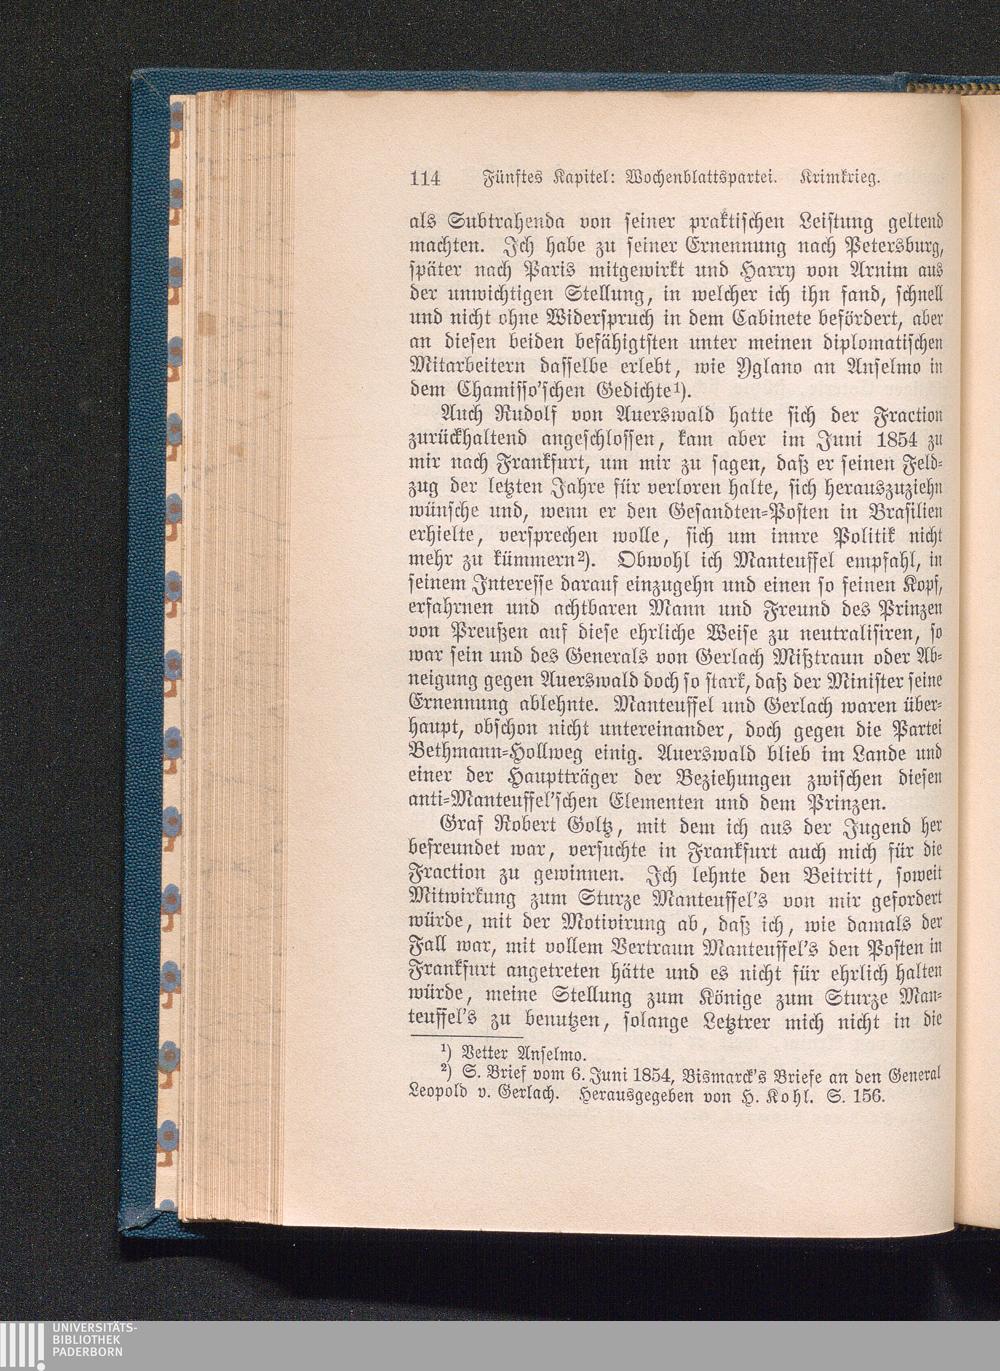 114 Fünftes Kapitel: Wochenblattspartei. Krimkrieg.
als Subtrahenda von seiner praktischen Leistung geltend
machten. Ich habe zu seiner Ernennung nach Petersburg,
später nach Paris mitgewirkt und Harry von Arnim aus
der unwichtigen Stellung, in welcher ich ihn fand, schnell
und nicht ohne Widerspruch in dem Cabinete befördert, aber
an diesen beiden befähigtsten unter meinen diplomatischen
Mitarbeitern dasselbe erlebt, wie Yglano an Anselmo in
dem Chamisso'schen Gedichte¹).
Auch Rudolf von Auerswald hatte sich der Fraction
zurückhaltend angeschlossen, kam aber im Juni 1854 zu
mir nach Frankfurt, um mir zu sagen, daß er seinen Feld-
zug der letzten Jahre für verloren halte, sich herauszuziehn
wünsche und, wenn er den Gesandten-Posten in Brasilien
erhielte, versprechen wolle, sich um innre Politik nicht
mehr zu kümmern²). Obwohl ich Manteuffel empfahl, in
seinem Interesse darauf einzugehn und einen so feinen Kopf,
erfahrnen und achtbaren Mann und Freund des Prinzen
von Preußen auf diese ehrliche Weise zu neutralisiren, so
war sein und des Generals von Gerlach Mißtraun oder Ab-
neigung gegen Auerswald doch so stark, daß der Minister seine
Ernennung ablehnte. Manteuffel und Gerlach waren über-
haupt, obschon nicht untereinander, doch gegen die Partei
Bethmann-Hollweg einig. Auerswald blieb im Lande und
einer der Hauptträger der Beziehungen zwischen diesen
anti-Manteuffel'schen Elementen und dem Prinzen.
Graf Robert Goltz, mit dem ich aus der Jugend her
befreundet war, versuchte in Frankfurt auch mich für die
Fraction zu gewinnen. Ich lehnte den Beitritt, soweit
Mitwirkung zum Sturze Manteuffel's von mir gefordert
würde, mit der Motivirung ab, daß ich, wie damals der
Fall war, mit vollem Vertraun Manteuffel's den Posten in
Frankfurt angetreten hätte und es nicht für ehrlich halten
würde, meine Stellung zum Könige zum Sturze Man-
teuffel's zu benutzen, solange Letztrer mich nicht in die
¹) Vetter Anselmo.
²) S. Brief vom 6. Juni 1854, Bismarck's Briefe an den General
Leopold v. Gerlach. Herausgegeben von H. Kohl. S. 156.
UNIVERSITÄTS-
BIBLIOTHEK
PADERBORN